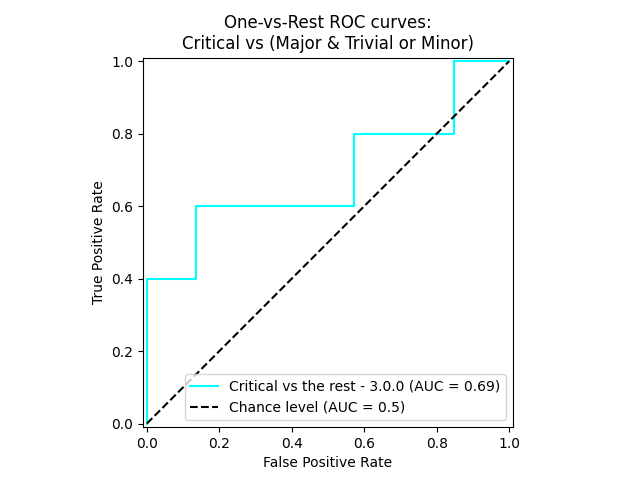 One-vs-Rest ROC curves:
Critical vs (Major & Trivial or Minor)
1.0
0.8
0.6
0.4
0.2
0.0
True Positive Rate
Critical vs the rest - 3.0.0 (AUC = 0.69)
Chance level (AUC = 0.5)
0.0 0.2 0.4 0.6 0.8 1.0
False Positive Rate